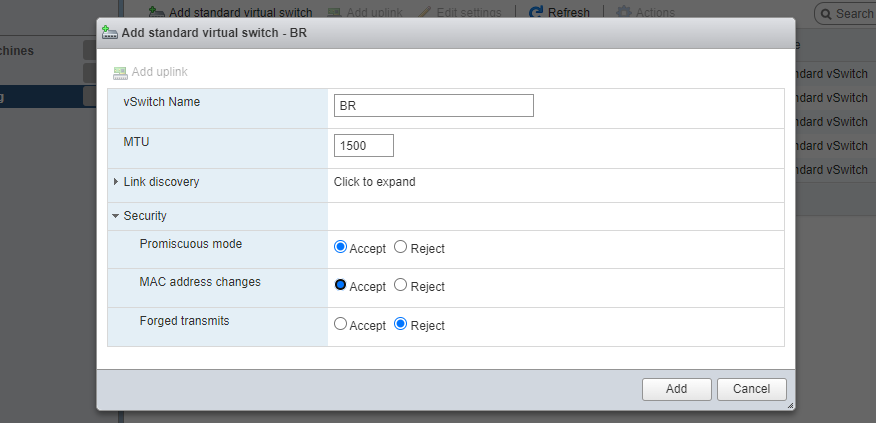 Add standard virtual switch Add uplink Edit settings Refresh Actions Search
Add standard virtual switch - BR
Add uplink
vSwitch Name BR
MTU 1500
Link discovery Click to expand
Security
Promiscuous mode Accept Reject
MAC address changes Accept Reject
Forged transmits Accept Reject
Add Cancel
chines
g
e
ndard vSwitch
ndard vSwitch
ndard vSwitch
ndard vSwitch
ndard vSwitch